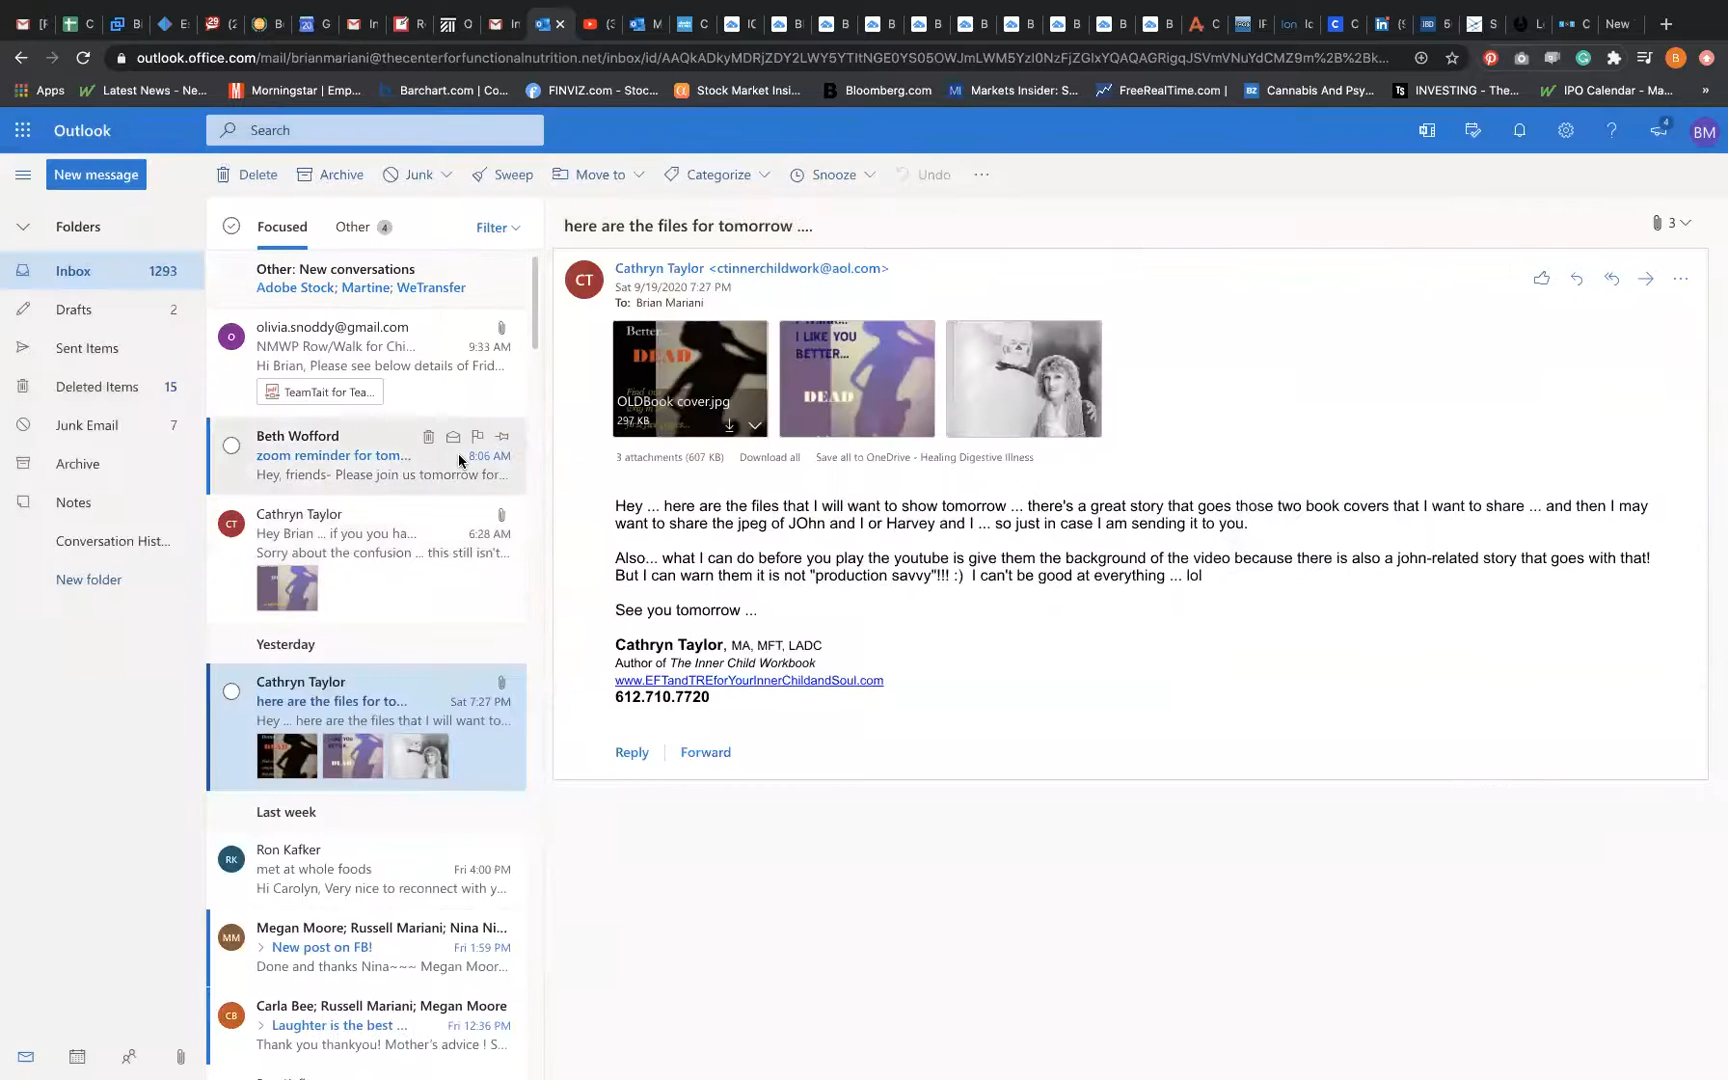 outlook.office.com/mail/brianmariani@thecenterforfunctionalnutrition.net/inbox/id/AAQkADkyMDRjZDY2LWY5YTItNGE0YS05OWJmLWM5YzI0NzFjZGIxYQAQAGRigqJSVmVNuYdCMZ9m%2B%2Bk...
Apps Latest News - Ne... Morningstar | Emp... Barchart.com | Co... FINVIZ.com - Stoc... Stock Market Insi... Bloomberg.com Markets Insider: S... FreeRealTime.com | Cannabis And Psy... INVESTING - The... IPO Calendar - Ma... »
Outlook
Search
4
BM
New message
Delete Archive Junk Sweep Move to Categorize Snooze Undo ...
Folders
Inbox 1293
Drafts 2
Sent Items
Deleted Items 15
Junk Email 7
Archive
Notes
Conversation Hist...
New folder
Focused Other 4 Filter
Other: New conversations
Adobe Stock; Martine; WeTransfer
O
olivia.snoddy@gmail.com
NMWP Row/Walk for Chi... 9:33 AM
Hi Brian, Please see below details of Frid...
TeamTait for Tea...
Beth Wofford
zoom reminder for tom... 8:06 AM
Hey, friends- Please join us tomorrow for...
CT
Cathryn Taylor
Hey Brian ... if you you ha... 6:28 AM
Sorry about the confusion ... this still isn't...
Yesterday
Cathryn Taylor
here are the files for to... Sat 7:27 PM
Hey ... here are the files that I will want to...
Last week
RK
Ron Kafker
met at whole foods Fri 4:00 PM
Hi Carolyn, Very nice to reconnect with y...
MM
Megan Moore; Russell Mariani; Nina Ni...
New post on FB! Fri 1:59 PM
Done and thanks Nina~~~ Megan Moor...
CB
Carla Bee; Russell Mariani; Megan Moore
Laughter is the best ... Fri 12:36 PM
Thank you thankyou! Mother's advice ! S...
here are the files for tomorrow ....
3
CT
Cathryn Taylor <ctinnerchildwork@aol.com>
Sat 9/19/2020 7:27 PM
To: Brian Mariani
Better...
DEAD
OLDBook cover.jpg
297 KB
I LIKE YOU
BETTER...
DEAD
3 attachments (607 KB) Download all Save all to OneDrive - Healing Digestive Illness
Hey ... here are the files that I will want to show tomorrow ... there's a great story that goes those two book covers that I want to share ... and then I may
want to share the jpeg of JOhn and I or Harvey and I ... so just in case I am sending it to you.
Also... what I can do before you play the youtube is give them the background of the video because there is also a john-related story that goes with that!
But I can warn them it is not "production savvy"!!! :) I can't be good at everything ... lol
See you tomorrow ...
Cathryn Taylor, MA, MFT, LADC
Author of The Inner Child Workbook
www.EFTandTREforYourInnerChildandSoul.com
612.710.7720
Reply Forward